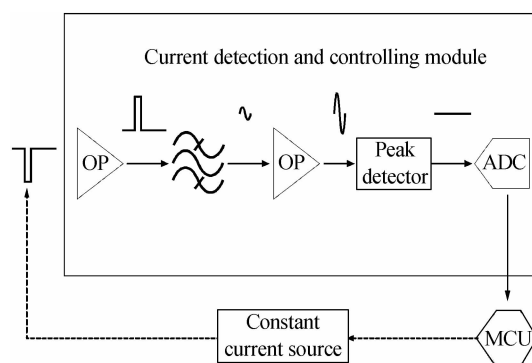 Current detection and controlling module
OP
OP
Peak
detector
ADC
Constant
current source
MCU